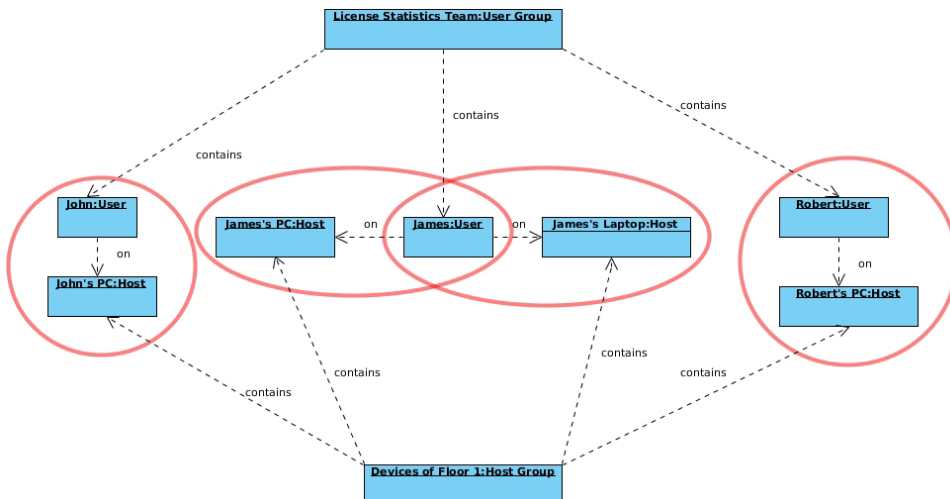 License Statistics Team:User Group
contains
contains
contains
John:User
on
John's PC:Host
James's PC:Host
on
James:User
on
James's Laptop:Host
Robert:User
on
Robert's PC:Host
contains
contains
contains
contains
Devices of Floor 1:Host Group